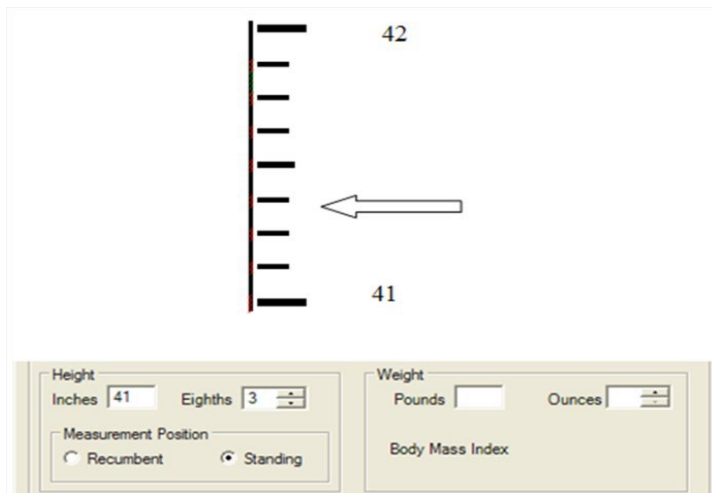 42
41
Height
Inches 41 Eighths 3
Measurement Position
Recumbent Standing
Weight
Pounds Ounces
Body Mass Index